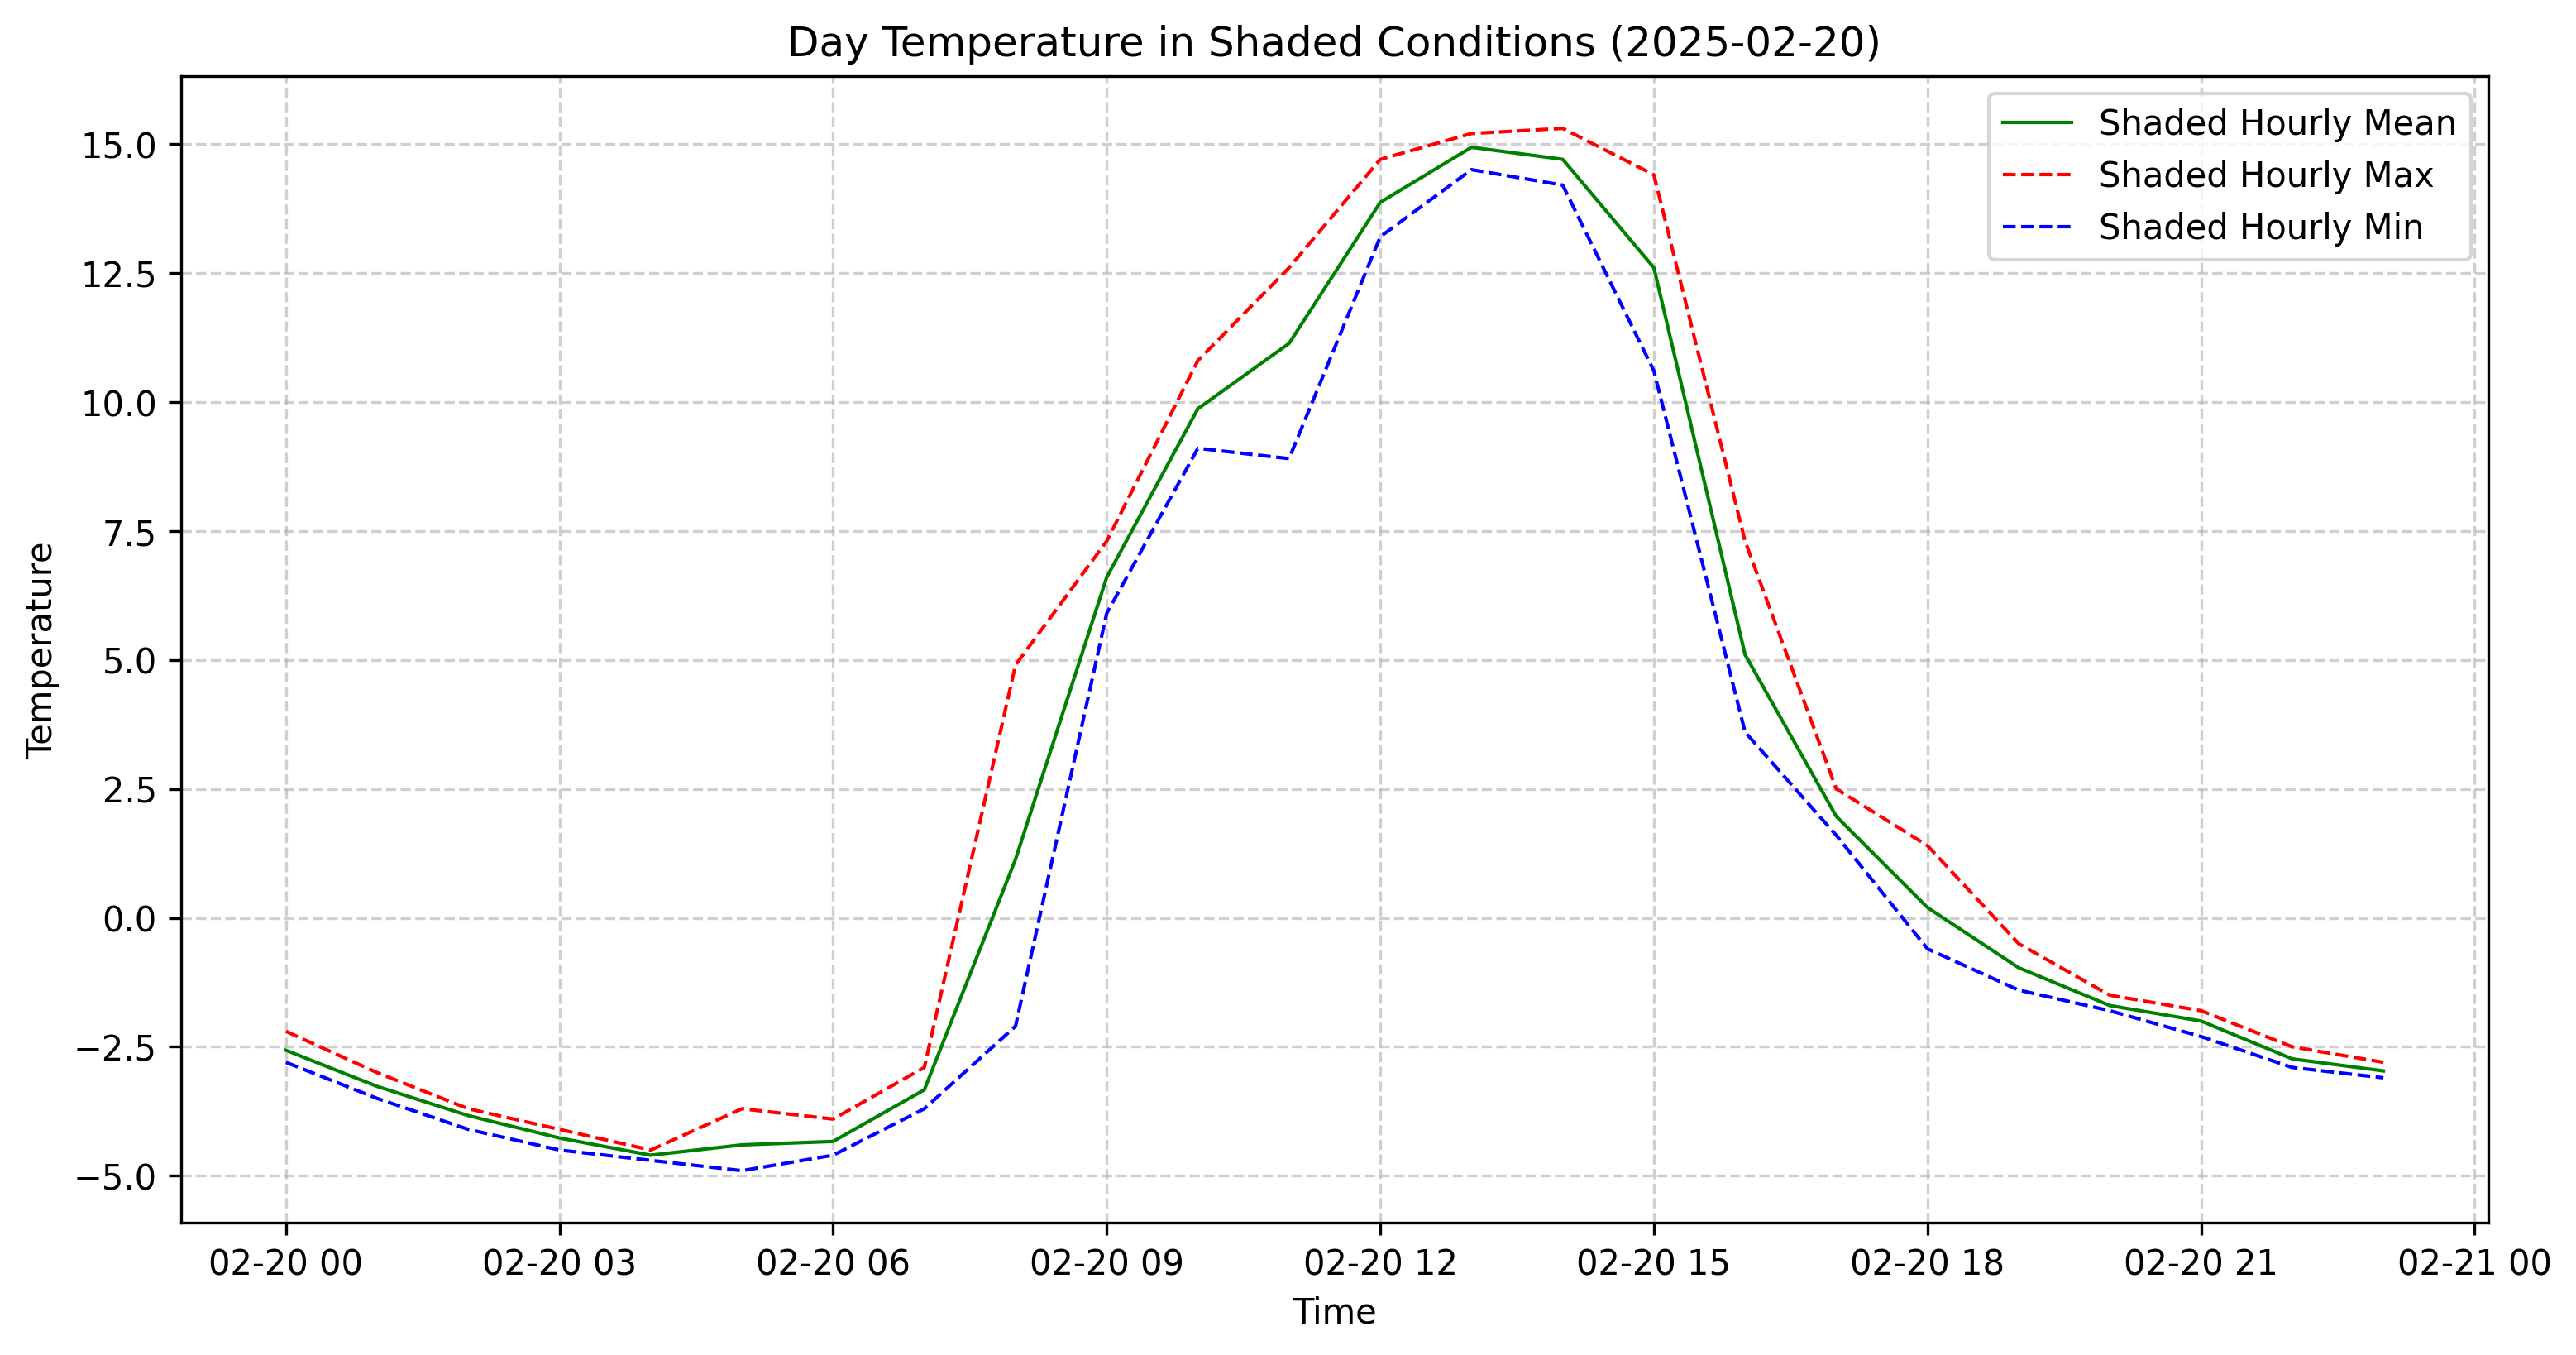 Day Temperature in Shaded Conditions (2025-02-20)
Shaded Hourly Mean
Shaded Hourly Max
Shaded Hourly Min
Temperature
15.0
12.5
10.0
7.5
5.0
2.5
0.0
−2.5
−5.0
02-20 00 02-20 03 02-20 06 02-20 09 02-20 12 02-20 15 02-20 18 02-20 21 02-21 00
Time